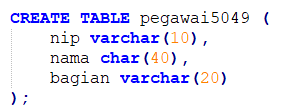 CREATE TABLE pegawai5049 (
    nip varchar(10),
    nama char(40),
    bagian varchar(20)
);